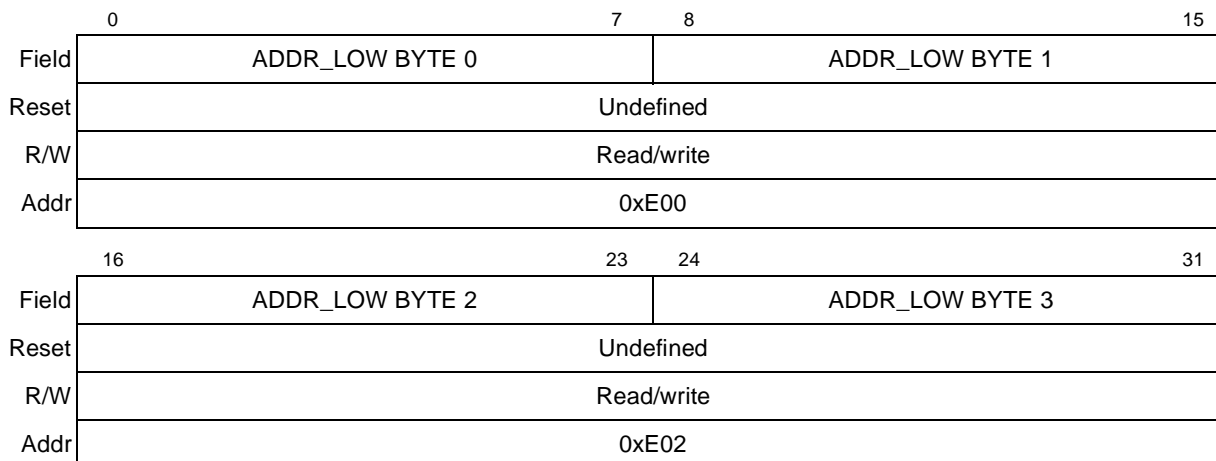 0 7 8 15
Field ADDR_LOW BYTE 0 ADDR_LOW BYTE 1
Reset Undefined
R/W Read/write
Addr 0xE00
16 23 24 31
Field ADDR_LOW BYTE 2 ADDR_LOW BYTE 3
Reset Undefined
R/W Read/write
Addr 0xE02